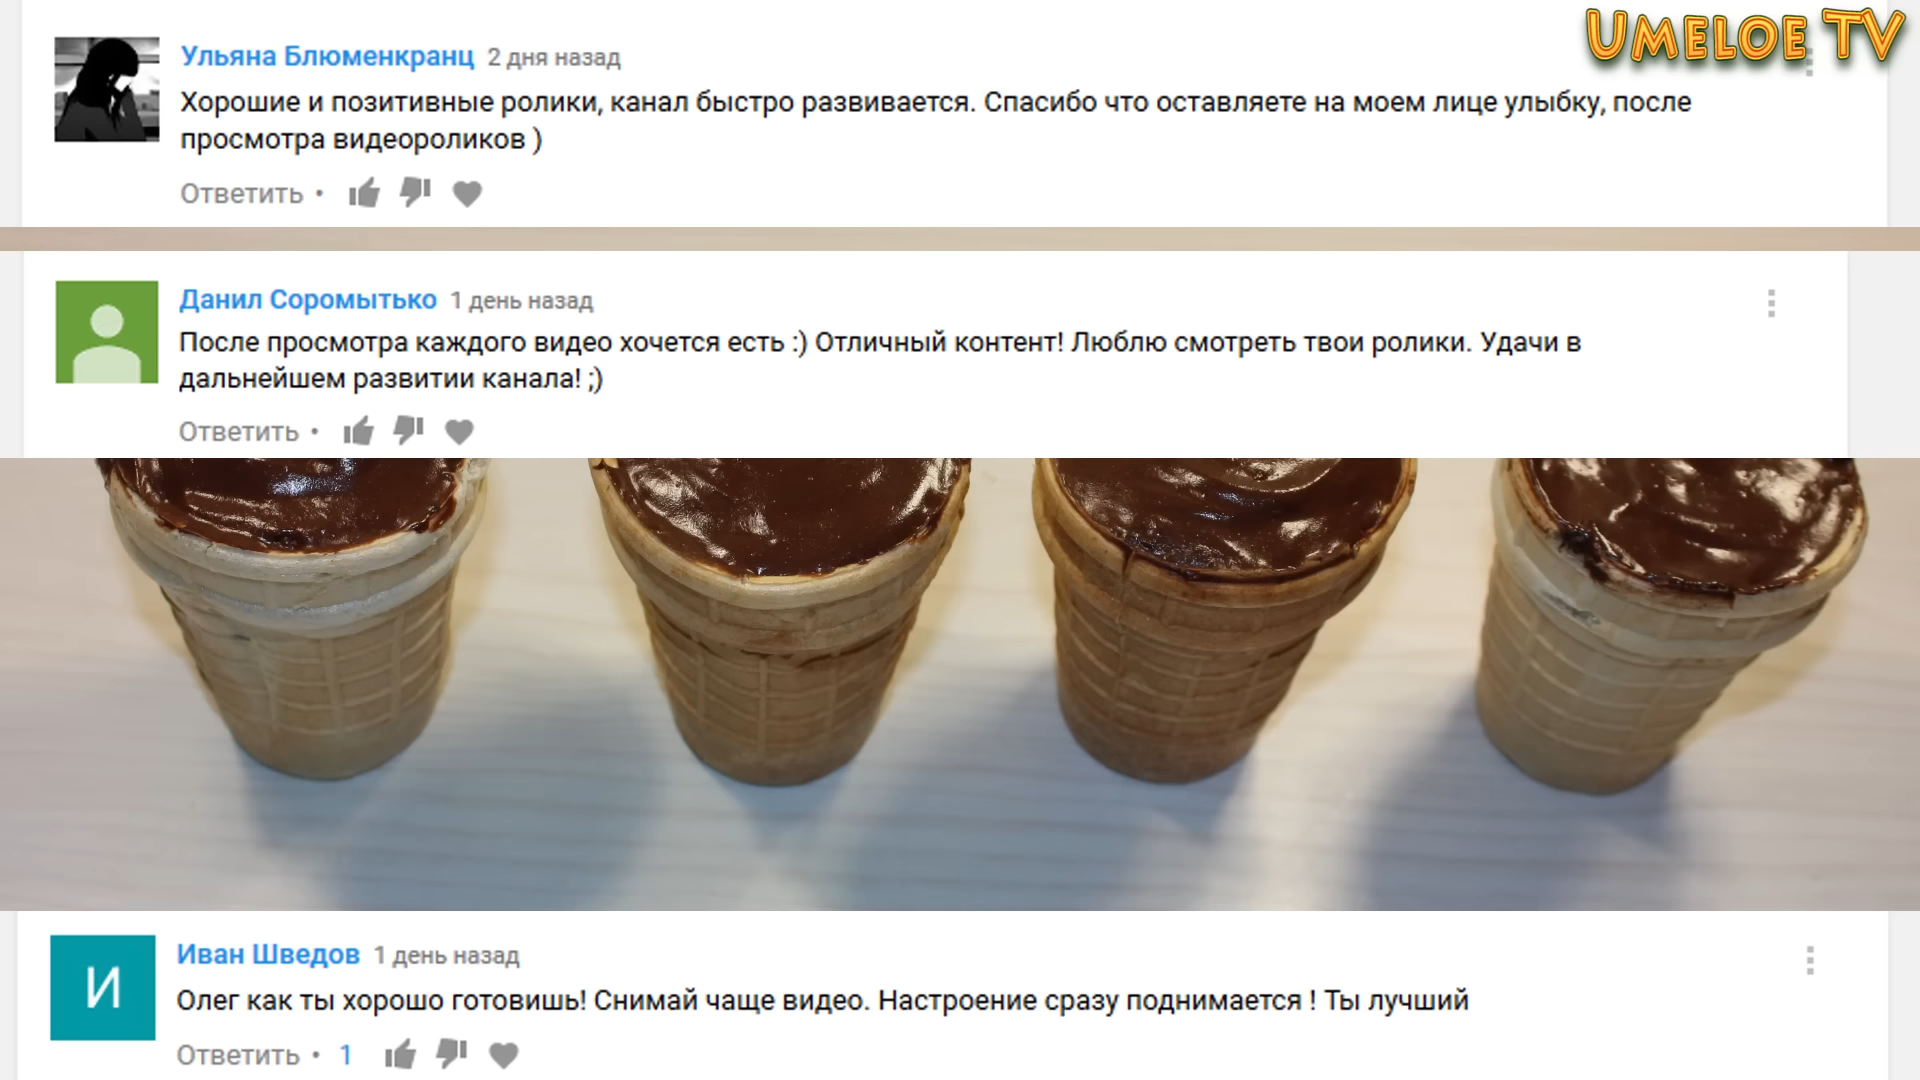 UMELOE TV
Ульяна Блюменкранц 2 дня назад
Хорошие и позитивные ролики, канал быстро развивается. Спасибо что оставляете на моем лице улыбку, после
просмотра видеороликов )
Ответить •
Данил Соромытько 1 день назад
После просмотра каждого видео хочется есть :) Отличный контент! Люблю смотреть твои ролики. Удачи в
дальнейшем развитии канала! ;)
Ответить •
И
Иван Шведов 1 день назад
Олег как ты хорошо готовишь! Снимай чаще видео. Настроение сразу поднимается ! Ты лучший
Ответить • 1